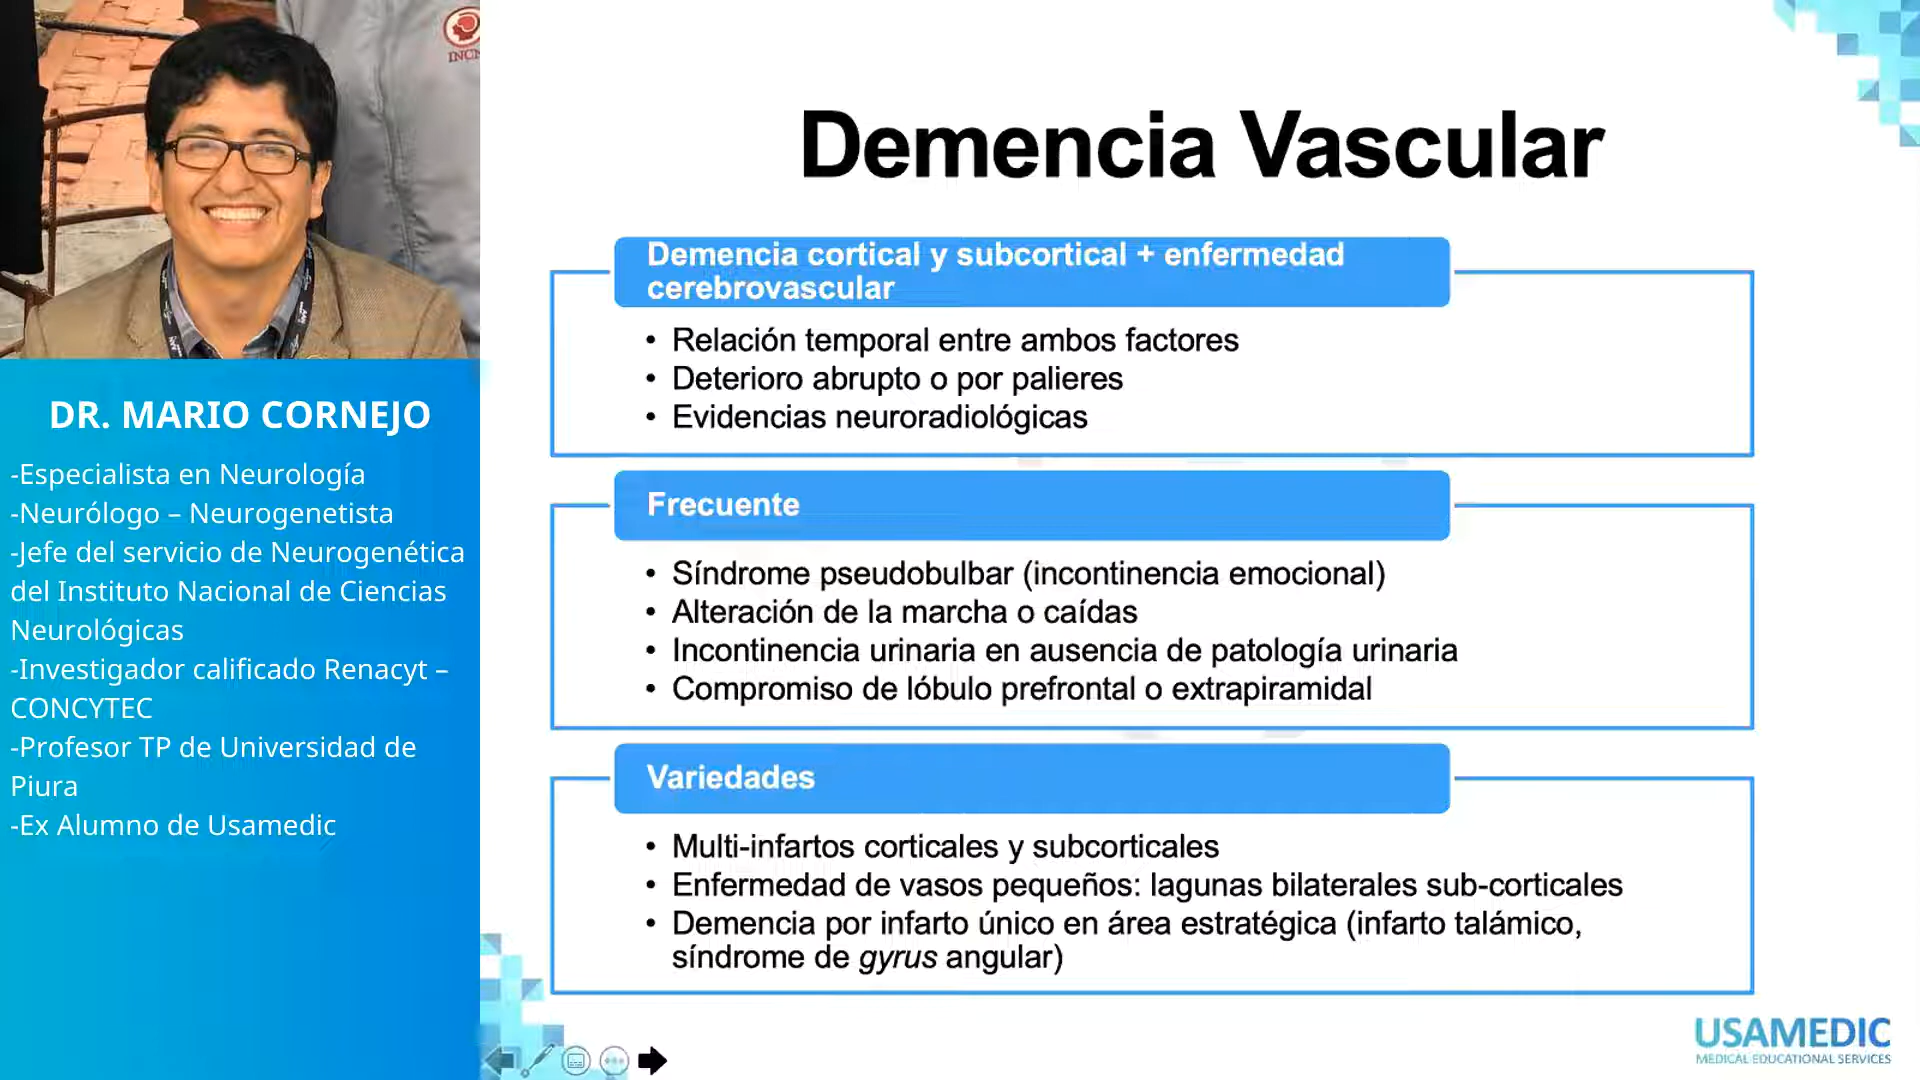 DR. MARIO CORNEJO
-Especialista en Neurología
-Neurólogo – Neurogenetista
-Jefe del servicio de Neurogenética
del Instituto Nacional de Ciencias
Neurológicas
-Investigador calificado Renacyt –
CONCYTEC
-Profesor TP de Universidad de
Piura
-Ex Alumno de Usamedic
Demencia Vascular
Demencia cortical y subcortical + enfermedad
cerebrovascular
• Relación temporal entre ambos factores
• Deterioro abrupto o por palieres
• Evidencias neuroradiológicas
Frecuente
• Síndrome pseudobulbar (incontinencia emocional)
• Alteración de la marcha o caídas
• Incontinencia urinaria en ausencia de patología urinaria
• Compromiso de lóbulo prefrontal o extrapiramidal
Variedades
• Multi-infartos corticales y subcorticales
• Enfermedad de vasos pequeños: lagunas bilaterales sub-corticales
• Demencia por infarto único en área estratégica (infarto talámico,
síndrome de gyrus angular)
USAMEDIC
MEDICAL EDUCATIONAL SERVICES